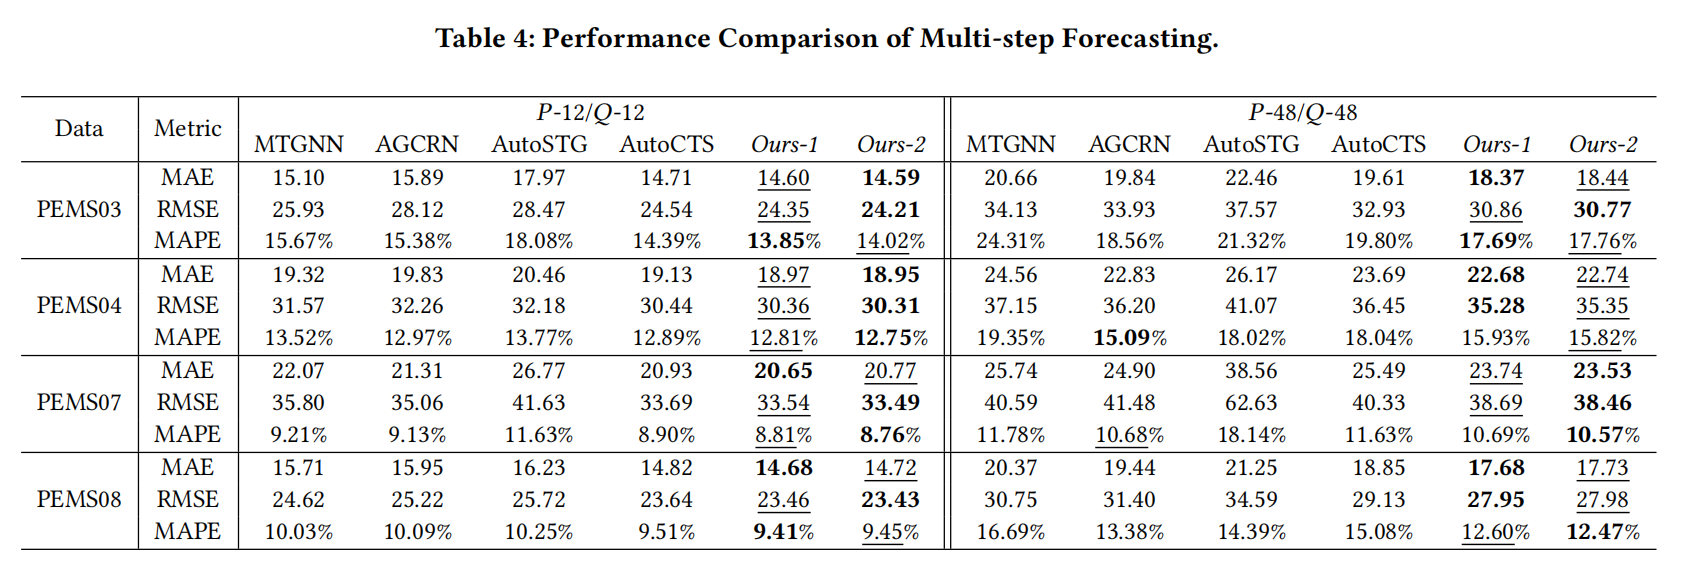 Table 4: Performance Comparison of Multi-step Forecasting.
Data Metric P-12/Q-12 P-48/Q-48
MTGNN AGCRN AutoSTG AutoCTS Ours-1 Ours-2 MTGNN AGCRN AutoSTG AutoCTS Ours-1 Ours-2
PEMS03 MAE 15.10 15.89 17.97 14.71 14.60 14.59 20.66 19.84 22.46 19.61 18.37 18.44
RMSE 25.93 28.12 28.47 24.54 24.35 24.21 34.13 33.93 37.57 32.93 30.86 30.77
MAPE 15.67% 15.38% 18.08% 14.39% 13.85% 14.02% 24.31% 18.56% 21.32% 19.80% 17.69% 17.76%
PEMS04 MAE 19.32 19.83 20.46 19.13 18.97 18.95 24.56 22.83 26.17 23.69 22.68 22.74
RMSE 31.57 32.26 32.18 30.44 30.36 30.31 37.15 36.20 41.07 36.45 35.28 35.35
MAPE 13.52% 12.97% 13.77% 12.89% 12.81% 12.75% 19.35% 15.09% 18.02% 18.04% 15.93% 15.82%
PEMS07 MAE 22.07 21.31 26.77 20.93 20.65 20.77 25.74 24.90 38.56 25.49 23.74 23.53
RMSE 35.80 35.06 41.63 33.69 33.54 33.49 40.59 41.48 62.63 40.33 38.69 38.46
MAPE 9.21% 9.13% 11.63% 8.90% 8.81% 8.76% 11.78% 10.68% 18.14% 11.63% 10.69% 10.57%
PEMS08 MAE 15.71 15.95 16.23 14.82 14.68 14.72 20.37 19.44 21.25 18.85 17.68 17.73
RMSE 24.62 25.22 25.72 23.64 23.46 23.43 30.75 31.40 34.59 29.13 27.95 27.98
MAPE 10.03% 10.09% 10.25% 9.51% 9.41% 9.45% 16.69% 13.38% 14.39% 15.08% 12.60% 12.47%